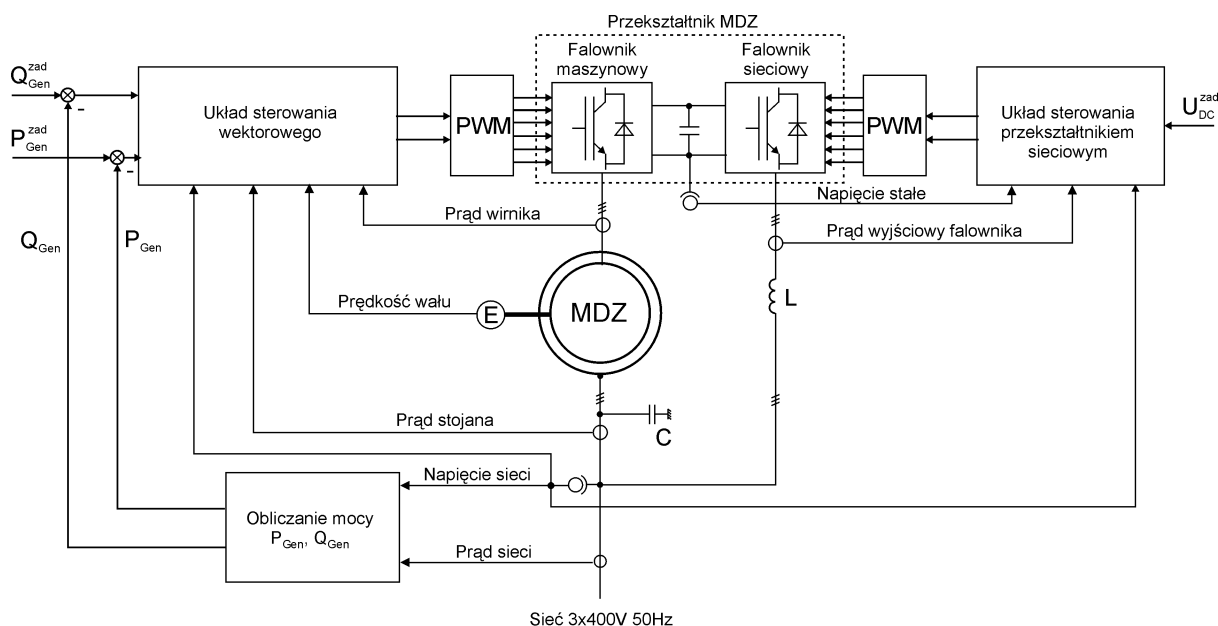 Przekształtnik MDZ
Falownik
maszynowy
Falownik
sieciowy
Q zad Gen
P zad Gen
-
-
Układ sterowania
wektorowego
PWM
PWM
Układ sterowania
przekształtnikiem
sieciowym
U zad DC
Prąd wirnika
Napięcie stałe
Prąd wyjściowy falownika
Q Gen
P Gen
Prędkość wału
E
MDZ
L
Prąd stojana
C
Napięcie sieci
Obliczanie mocy
P Gen, Q Gen
Prąd sieci
Sieć 3x400V 50Hz